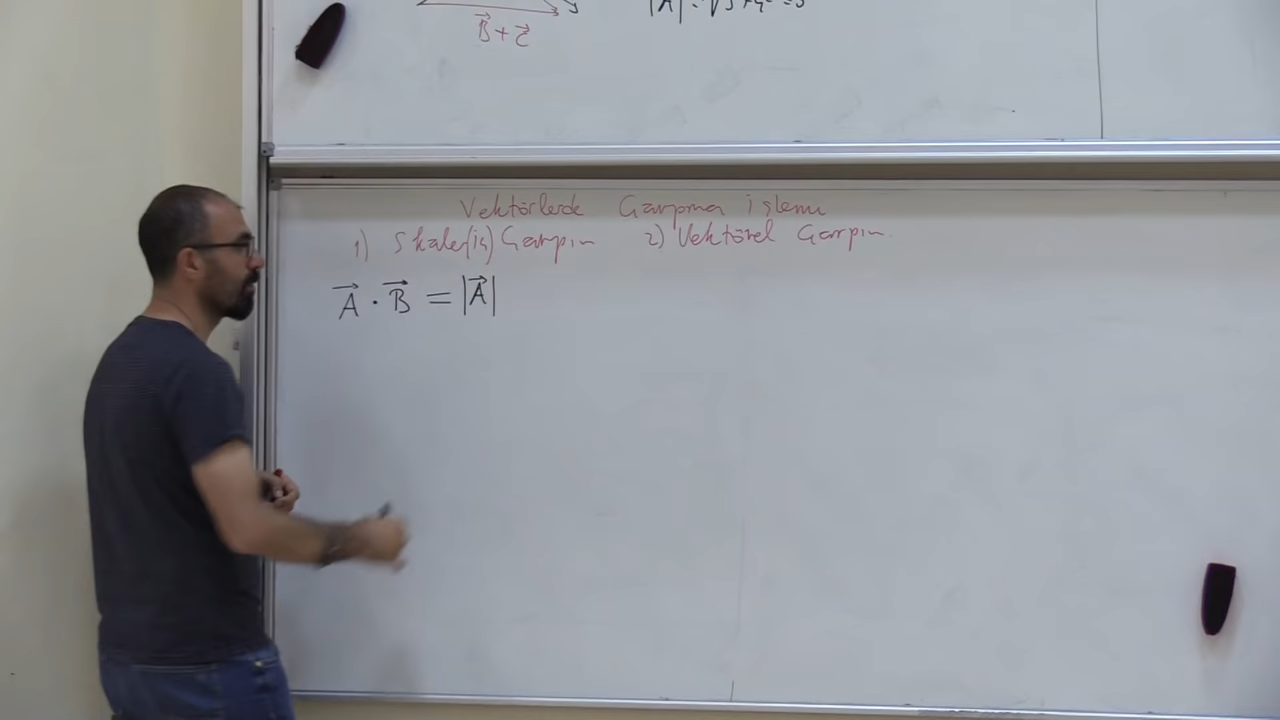 B⃗ + C⃗
Vektörlerde Çarpma işlemi
1) Skaler(iç) Çarpım 2) Vektörel Çarpım.
A⃗ · B⃗ = |A⃗|